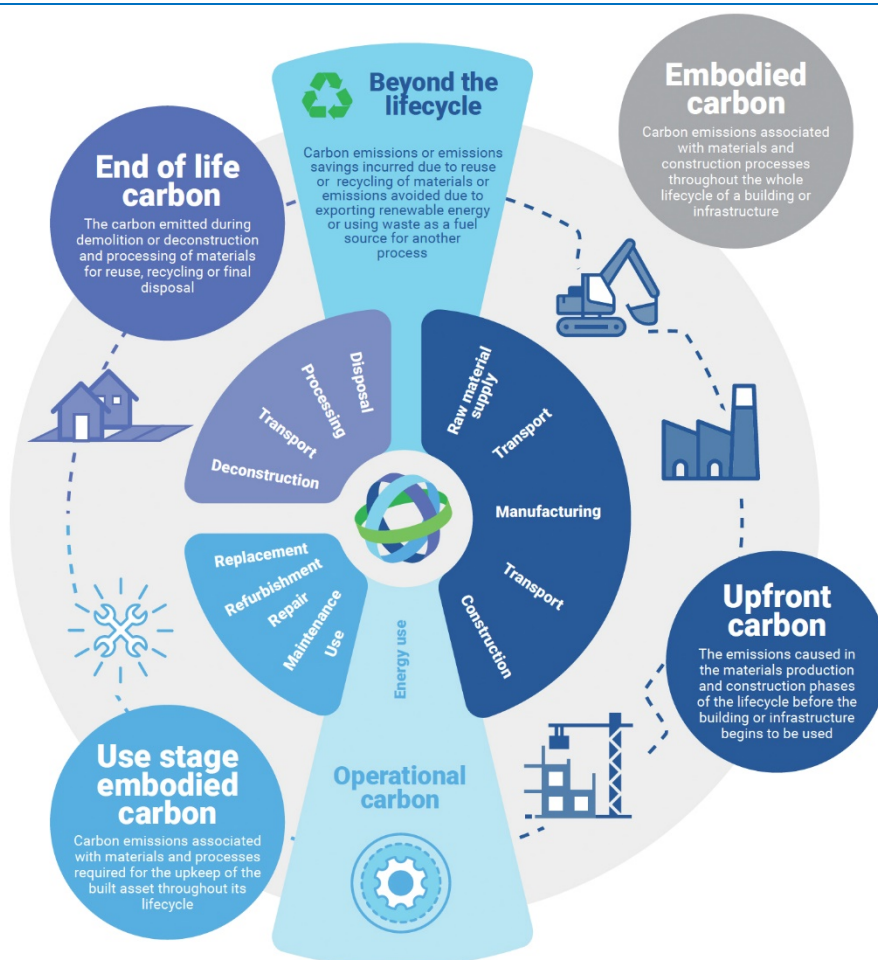 Beyond the
lifecycle
Carbon emissions or emissions
savings incurred due to reuse
or recycling of materials or
emissions avoided due to
exporting renewable energy
or using waste as a fuel
source for another
process
Embodied
carbon
Carbon emissions associated
with materials and
construction processes
throughout the whole
lifecycle of a building or
infrastructure
End of life
carbon
The carbon emitted during
demolition or deconstruction
and processing of materials
for reuse, recycling or final
disposal
Raw material
supply
Transport
Manufacturing
Transport
Construction
Upfront
carbon
The emissions caused in
the materials production
and construction phases
of the lifecycle before the
building or infrastructure
begins to be used
Disposal
Processing
Transport
Deconstruction
Replacement
Refurbishment
Repair
Maintenance
Use
Energy use
Operational
carbon
Use stage
embodied
carbon
Carbon emissions associated
with materials and processes
required for the upkeep of the
built asset throughout its
lifecycle